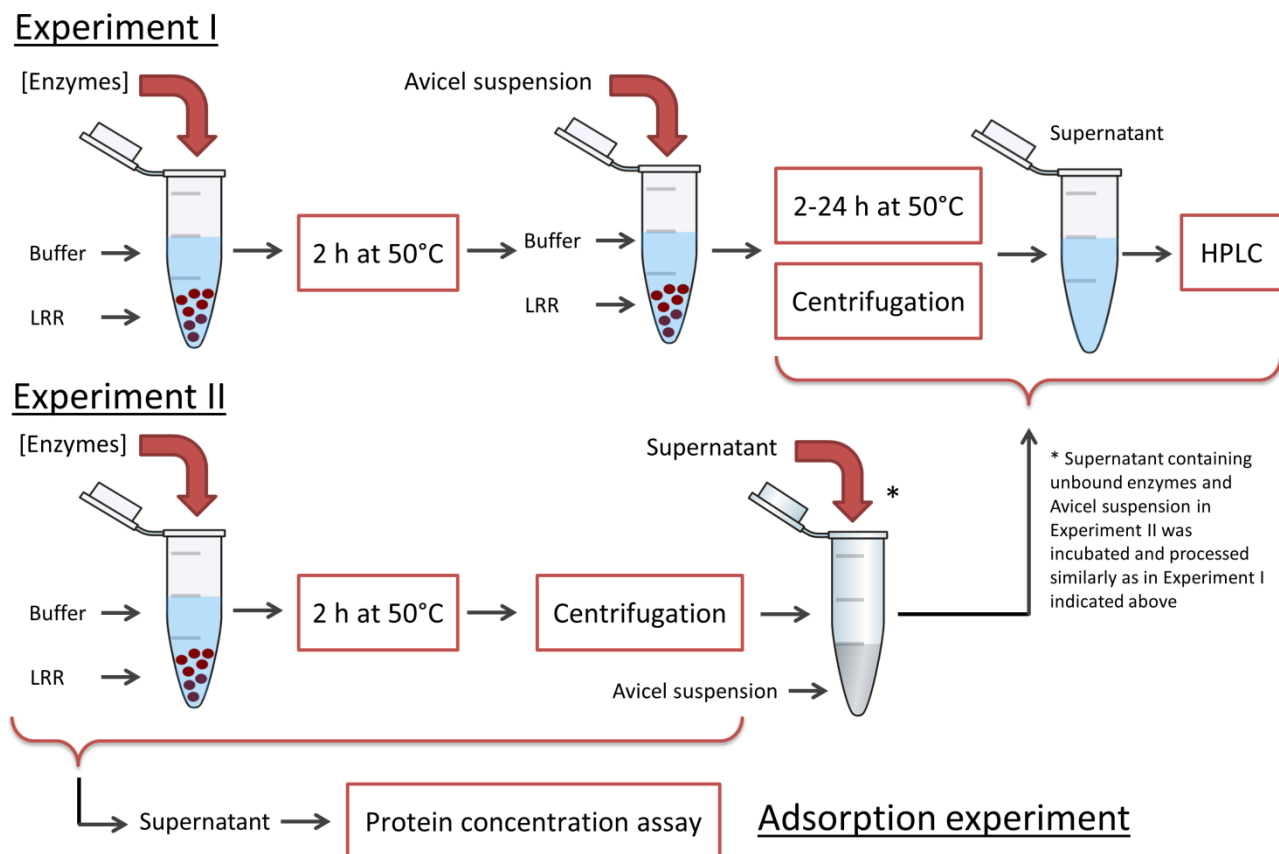 Experiment I
[Enzymes]
Avicel suspension
Supernatant
Buffer
LRR
2 h at 50°C
Buffer
LRR
2-24 h at 50°C
Centrifugation
HPLC
Experiment II
[Enzymes]
Supernatant
*
* Supernatant containing
unbound enzymes and
Avicel suspension in
Experiment II was
incubated and processed
similarly as in Experiment I
indicated above
Buffer
LRR
2 h at 50°C
Centrifugation
Avicel suspension
Supernatant
Protein concentration assay
Adsorption experiment